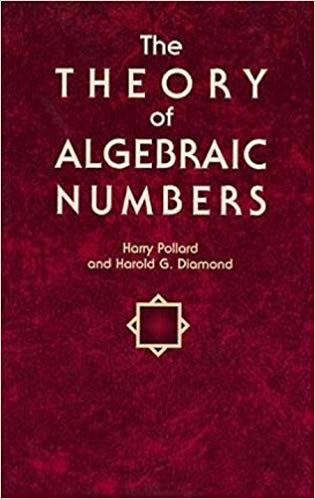 The
THEORY
of
ALGEBRAIC
NUMBERS
Harry Pollard
and Harold G. Diamond